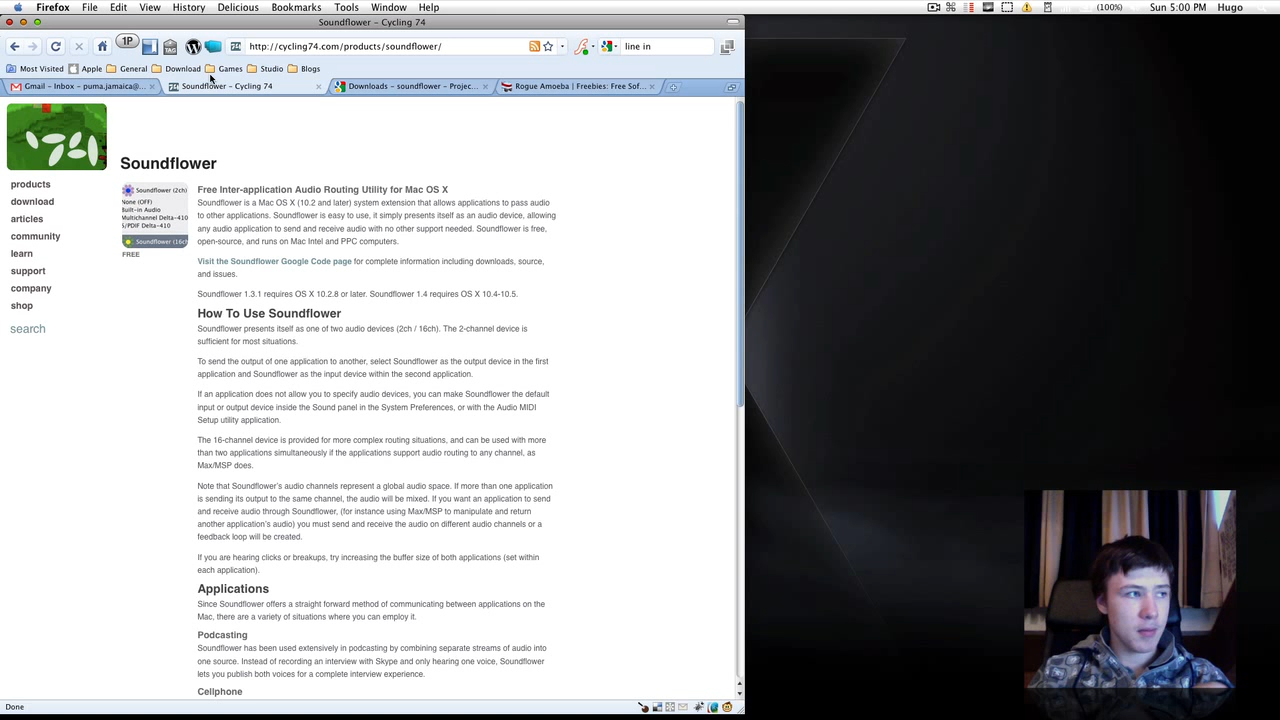 Firefox File Edit View History Delicious Bookmarks Tools Window Help (100%) Sun 5:00 PM Hugo
Soundflower – Cycling 74
1P 74 http://cycling74.com/products/soundflower/ line in
Most Visited Apple General Download Games Studio Blogs
Gmail – Inbox – puma.jamaica@... Soundflower – Cycling 74 Downloads – soundflower – Projec... Rogue Amoeba | Freebies: Free Sof...
Soundflower
products
download
articles
community
learn
support
company
shop
search
Soundflower (2ch)
None (OFF)
Built-in Audio
Multichannel Delta-410
S/PDIF Delta-410
Soundflower (16ch
FREE
Free Inter-application Audio Routing Utility for Mac OS X
Soundflower is a Mac OS X (10.2 and later) system extension that allows applications to pass audio
to other applications. Soundflower is easy to use, it simply presents itself as an audio device, allowing
any audio application to send and receive audio with no other support needed. Soundflower is free,
open-source, and runs on Mac Intel and PPC computers.
Visit the Soundflower Google Code page for complete information including downloads, source,
and issues.
Soundflower 1.3.1 requires OS X 10.2.8 or later. Soundflower 1.4 requires OS X 10.4-10.5.
How To Use Soundflower
Soundflower presents itself as one of two audio devices (2ch / 16ch). The 2-channel device is
sufficient for most situations.
To send the output of one application to another, select Soundflower as the output device in the first
application and Soundflower as the input device within the second application.
If an application does not allow you to specify audio devices, you can make Soundflower the default
input or output device inside the Sound panel in the System Preferences, or with the Audio MIDI
Setup utility application.
The 16-channel device is provided for more complex routing situations, and can be used with more
than two applications simultaneously if the applications support audio routing to any channel, as
Max/MSP does.
Note that Soundflower's audio channels represent a global audio space. If more than one application
is sending its output to the same channel, the audio will be mixed. If you want an application to send
and receive audio through Soundflower, (for instance using Max/MSP to manipulate and return
another application's audio) you must send and receive the audio on different audio channels or a
feedback loop will be created.
If you are hearing clicks or breakups, try increasing the buffer size of both applications (set within
each application).
Applications
Since Soundflower offers a straight forward method of communicating between applications on the
Mac, there are a variety of situations where you can employ it.
Podcasting
Soundflower has been used extensively in podcasting by combining separate streams of audio into
one source. Instead of recording an interview with Skype and only hearing one voice, Soundflower
lets you publish both voices for a complete interview experience.
Cellphone
Done